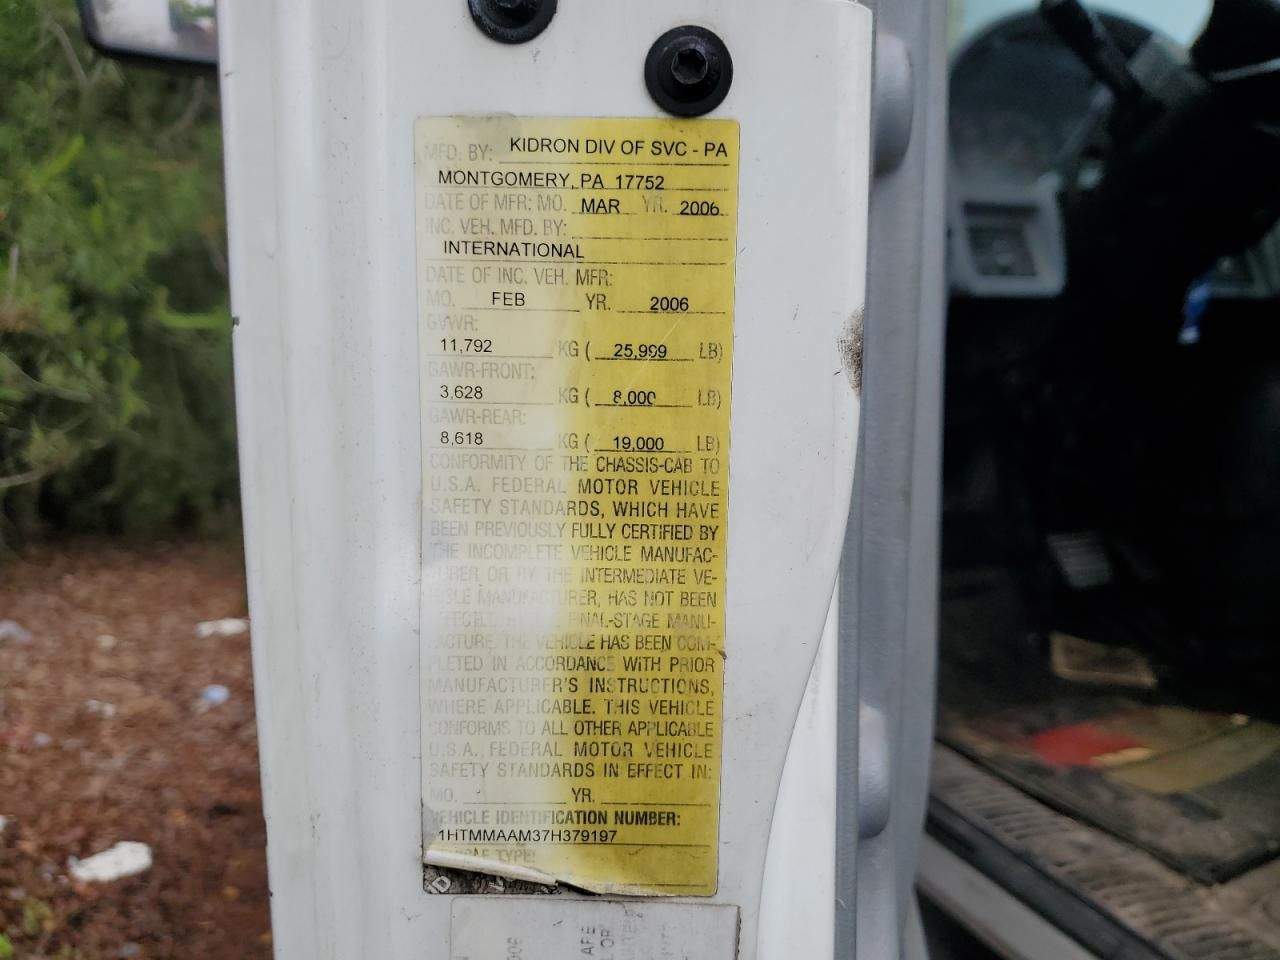 MFD. BY: KIDRON DIV OF SVC - PA
MONTGOMERY, PA 17752
DATE OF MFR: MO. MAR YR. 2006
INC. VEH. MFD. BY:
INTERNATIONAL
DATE OF INC. VEH. MFR:
MO. FEB YR. 2006
GVWR:
11,792 KG ( 25,999 LB)
GAWR-FRONT:
3,628 KG ( 8,000 LB)
GAWR-REAR:
8,618 KG ( 19,000 LB)
CONFORMITY OF THE CHASSIS-CAB TO
U.S.A. FEDERAL MOTOR VEHICLE
SAFETY STANDARDS, WHICH HAVE
BEEN PREVIOUSLY FULLY CERTIFIED BY
THE INCOMPLETE VEHICLE MANUFAC-
TURER OR BY THE INTERMEDIATE VE-
HICLE MANUFACTURER, HAS NOT BEEN
AFFECTED BY THE FINAL-STAGE MANU-
FACTURE. THE VEHICLE HAS BEEN COM-
PLETED IN ACCORDANCE WITH PRIOR
MANUFACTURER'S INSTRUCTIONS,
WHERE APPLICABLE. THIS VEHICLE
CONFORMS TO ALL OTHER APPLICABLE
U.S.A., FEDERAL MOTOR VEHICLE
SAFETY STANDARDS IN EFFECT IN:
MO. YR.
VEHICLE IDENTIFICATION NUMBER:
1HTMMAAM37H379197
VEHICLE TYPE: